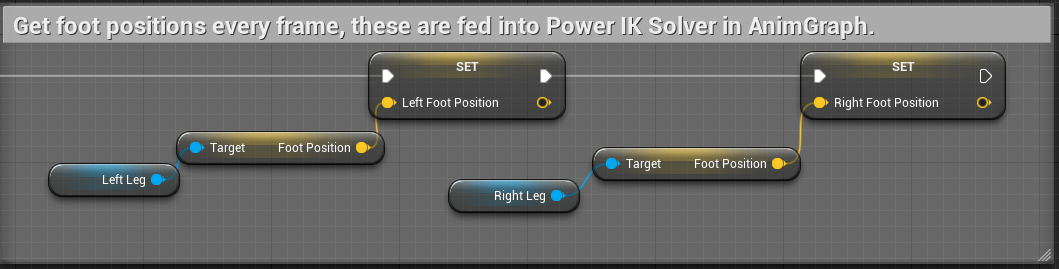 Get foot positions every frame, these are fed into Power IK Solver in AnimGraph.
SET
Left Foot Position
Target Foot Position
Left Leg
SET
Right Foot Position
Target Foot Position
Right Leg